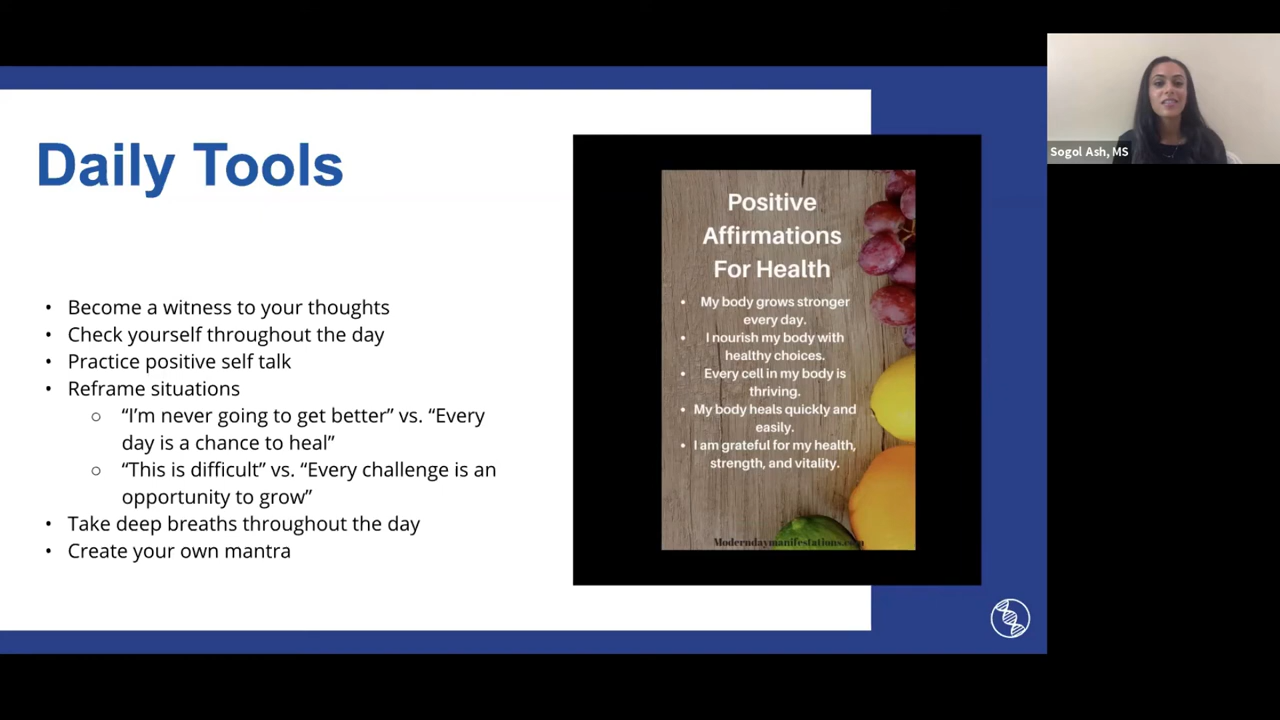 Daily Tools
• Become a witness to your thoughts
• Check yourself throughout the day
• Practice positive self talk
• Reframe situations
○ “I’m never going to get better” vs. “Every
day is a chance to heal”
○ “This is difficult” vs. “Every challenge is an
opportunity to grow”
• Take deep breaths throughout the day
• Create your own mantra
Positive
Affirmations
For Health
• My body grows stronger
every day.
• I nourish my body with
healthy choices.
• Every cell in my body is
thriving.
• My body heals quickly and
easily.
• I am grateful for my health,
strength, and vitality.
Moderndaymanifestations.com
Sogol Ash, MS